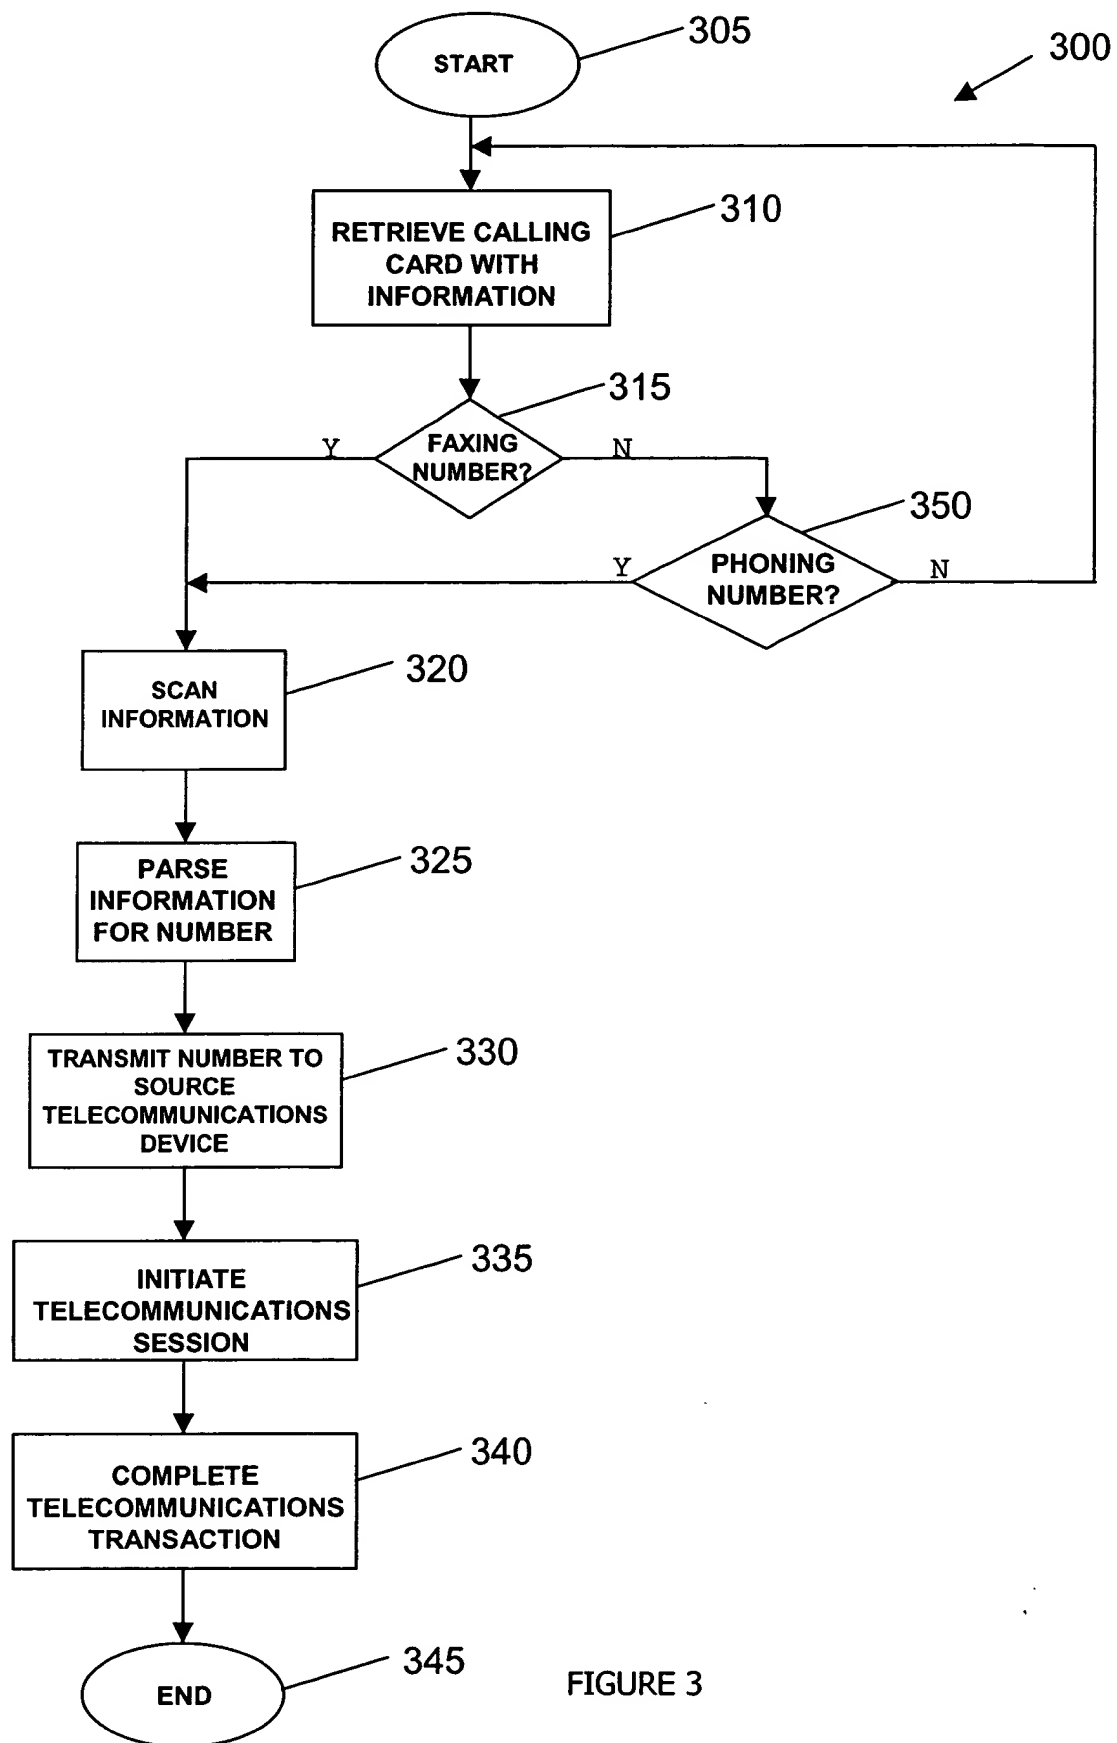 305
START
300
310
RETRIEVE CALLING
CARD WITH
INFORMATION
315
FAXING
NUMBER?
Y
N
350
PHONING
NUMBER?
Y
N
320
SCAN
INFORMATION
325
PARSE
INFORMATION
FOR NUMBER
330
TRANSMIT NUMBER TO
SOURCE
TELECOMMUNICATIONS
DEVICE
335
INITIATE
TELECOMMUNICATIONS
SESSION
340
COMPLETE
TELECOMMUNICATIONS
TRANSACTION
345
END
FIGURE 3